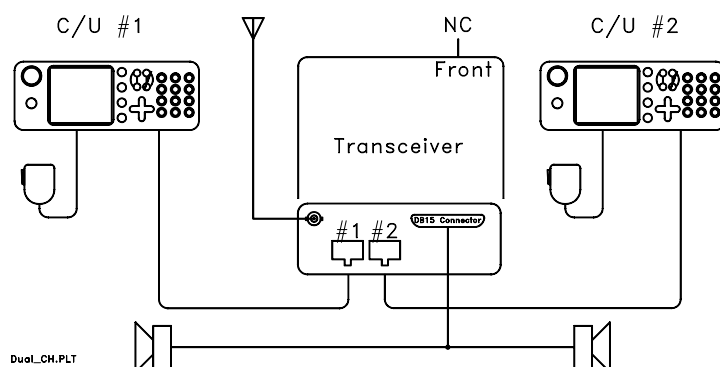 C/U #1
NC
C/U #2
Front
Transceiver
#1 #2
DB15 Connector
Dual_CH.PLT